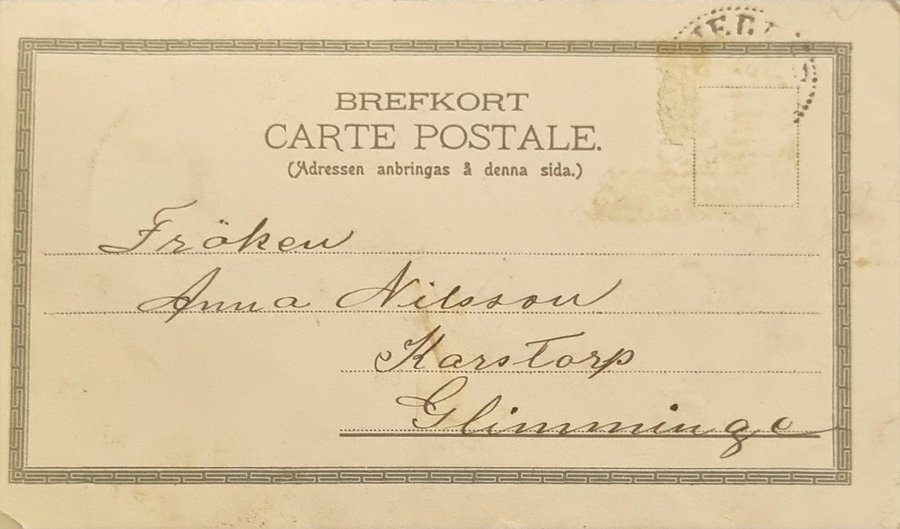 BREFKORT
CARTE POSTALE.
(Adressen anbringas å denna sida.)
Fröken
Anna Nilsson
Karstorp
Glimminge